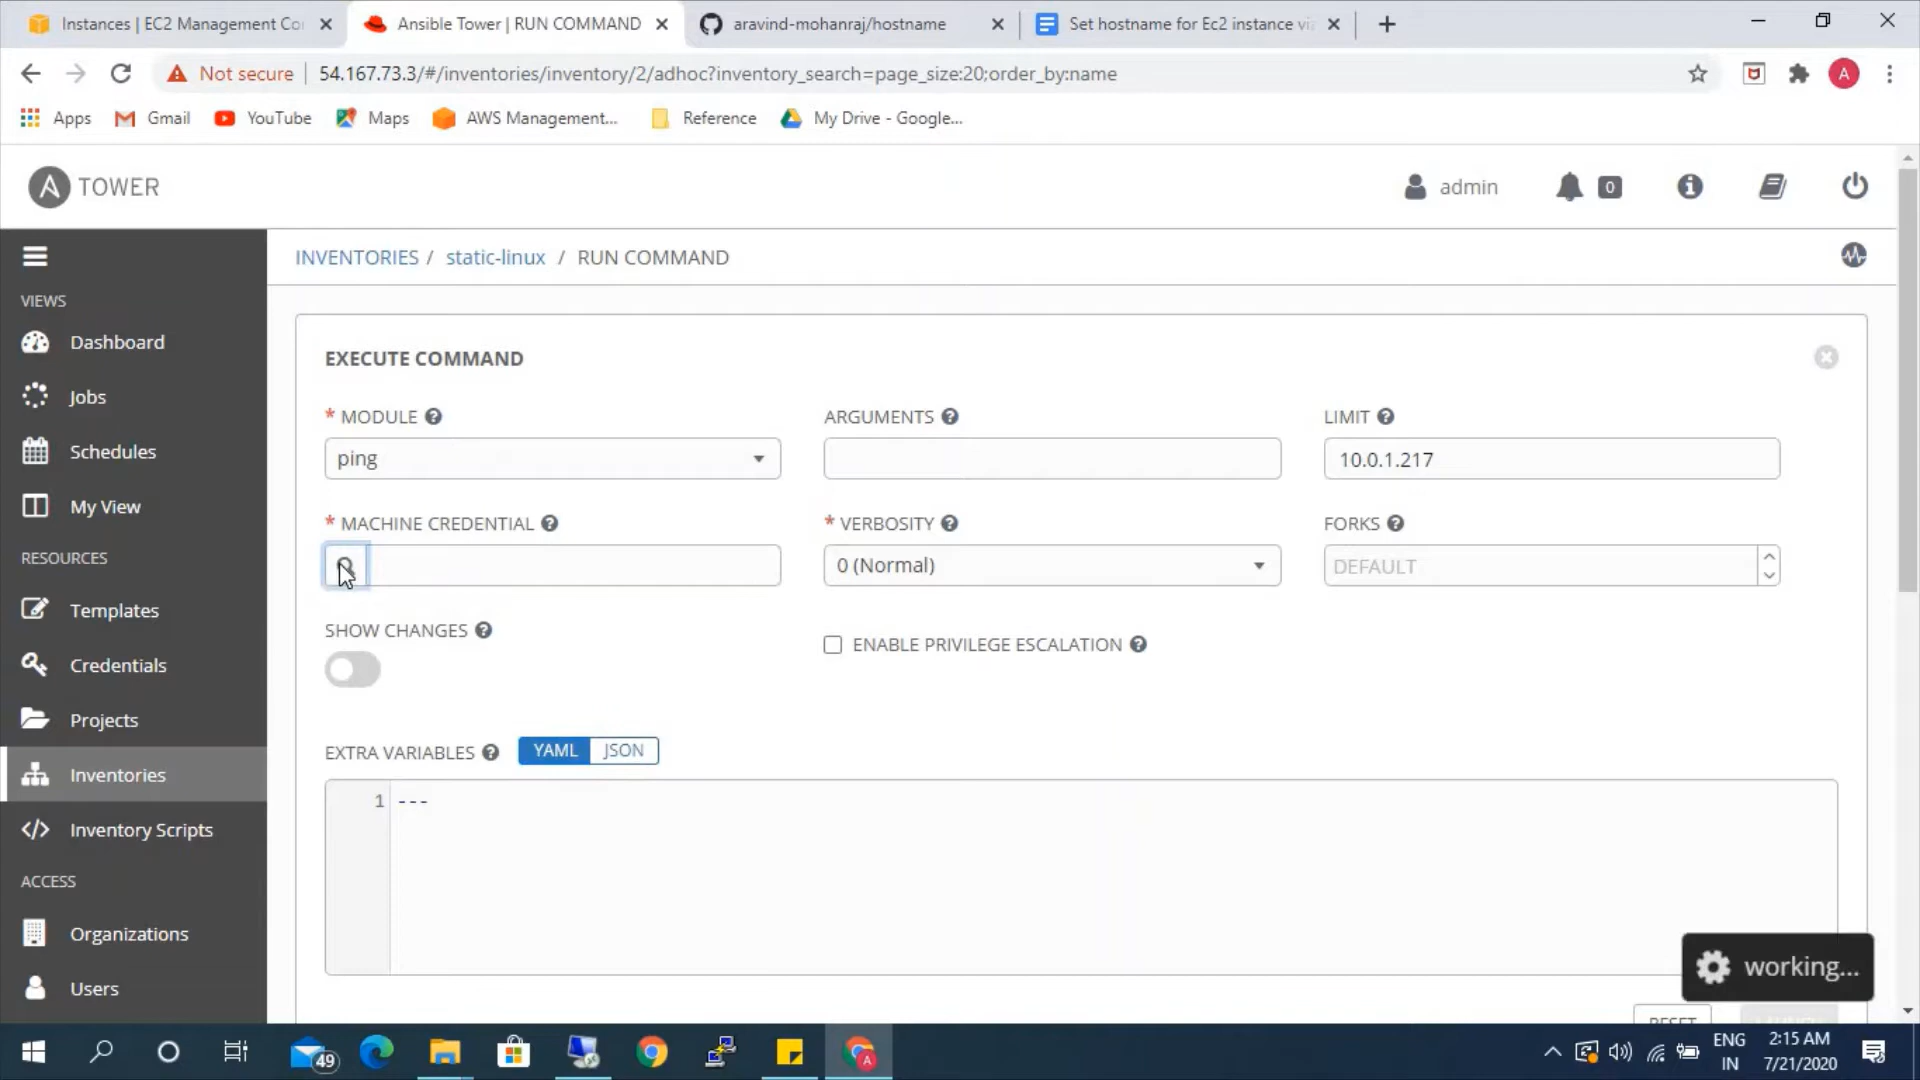 Instances | EC2 Management Co
Ansible Tower | RUN COMMAND
aravind-mohanraj/hostname
Set hostname for Ec2 instance via
Not secure
54.167.73.3/#/inventories/inventory/2/adhoc?inventory_search=page_size:20;order_by:name
A
Apps
Gmail
YouTube
Maps
AWS Management...
Reference
My Drive - Google...
A TOWER
admin
0
INVENTORIES / static-linux / RUN COMMAND
VIEWS
Dashboard
Jobs
Schedules
My View
RESOURCES
Templates
Credentials
Projects
Inventories
Inventory Scripts
ACCESS
Organizations
Users
EXECUTE COMMAND
* MODULE
ARGUMENTS
LIMIT
ping
10.0.1.217
* MACHINE CREDENTIAL
* VERBOSITY
FORKS
0 (Normal)
DEFAULT
SHOW CHANGES
ENABLE PRIVILEGE ESCALATION
EXTRA VARIABLES
YAML
JSON
1 ---
working...
RESET
LAUNCH
49
A
ENG
IN
2:15 AM
7/21/2020